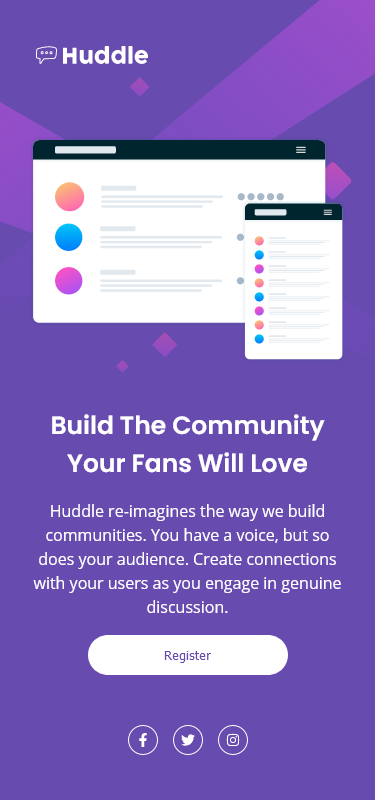 Huddle
Build The Community
Your Fans Will Love
Huddle re-imagines the way we build
communities. You have a voice, but so
does your audience. Create connections
with your users as you engage in genuine
discussion.
Register